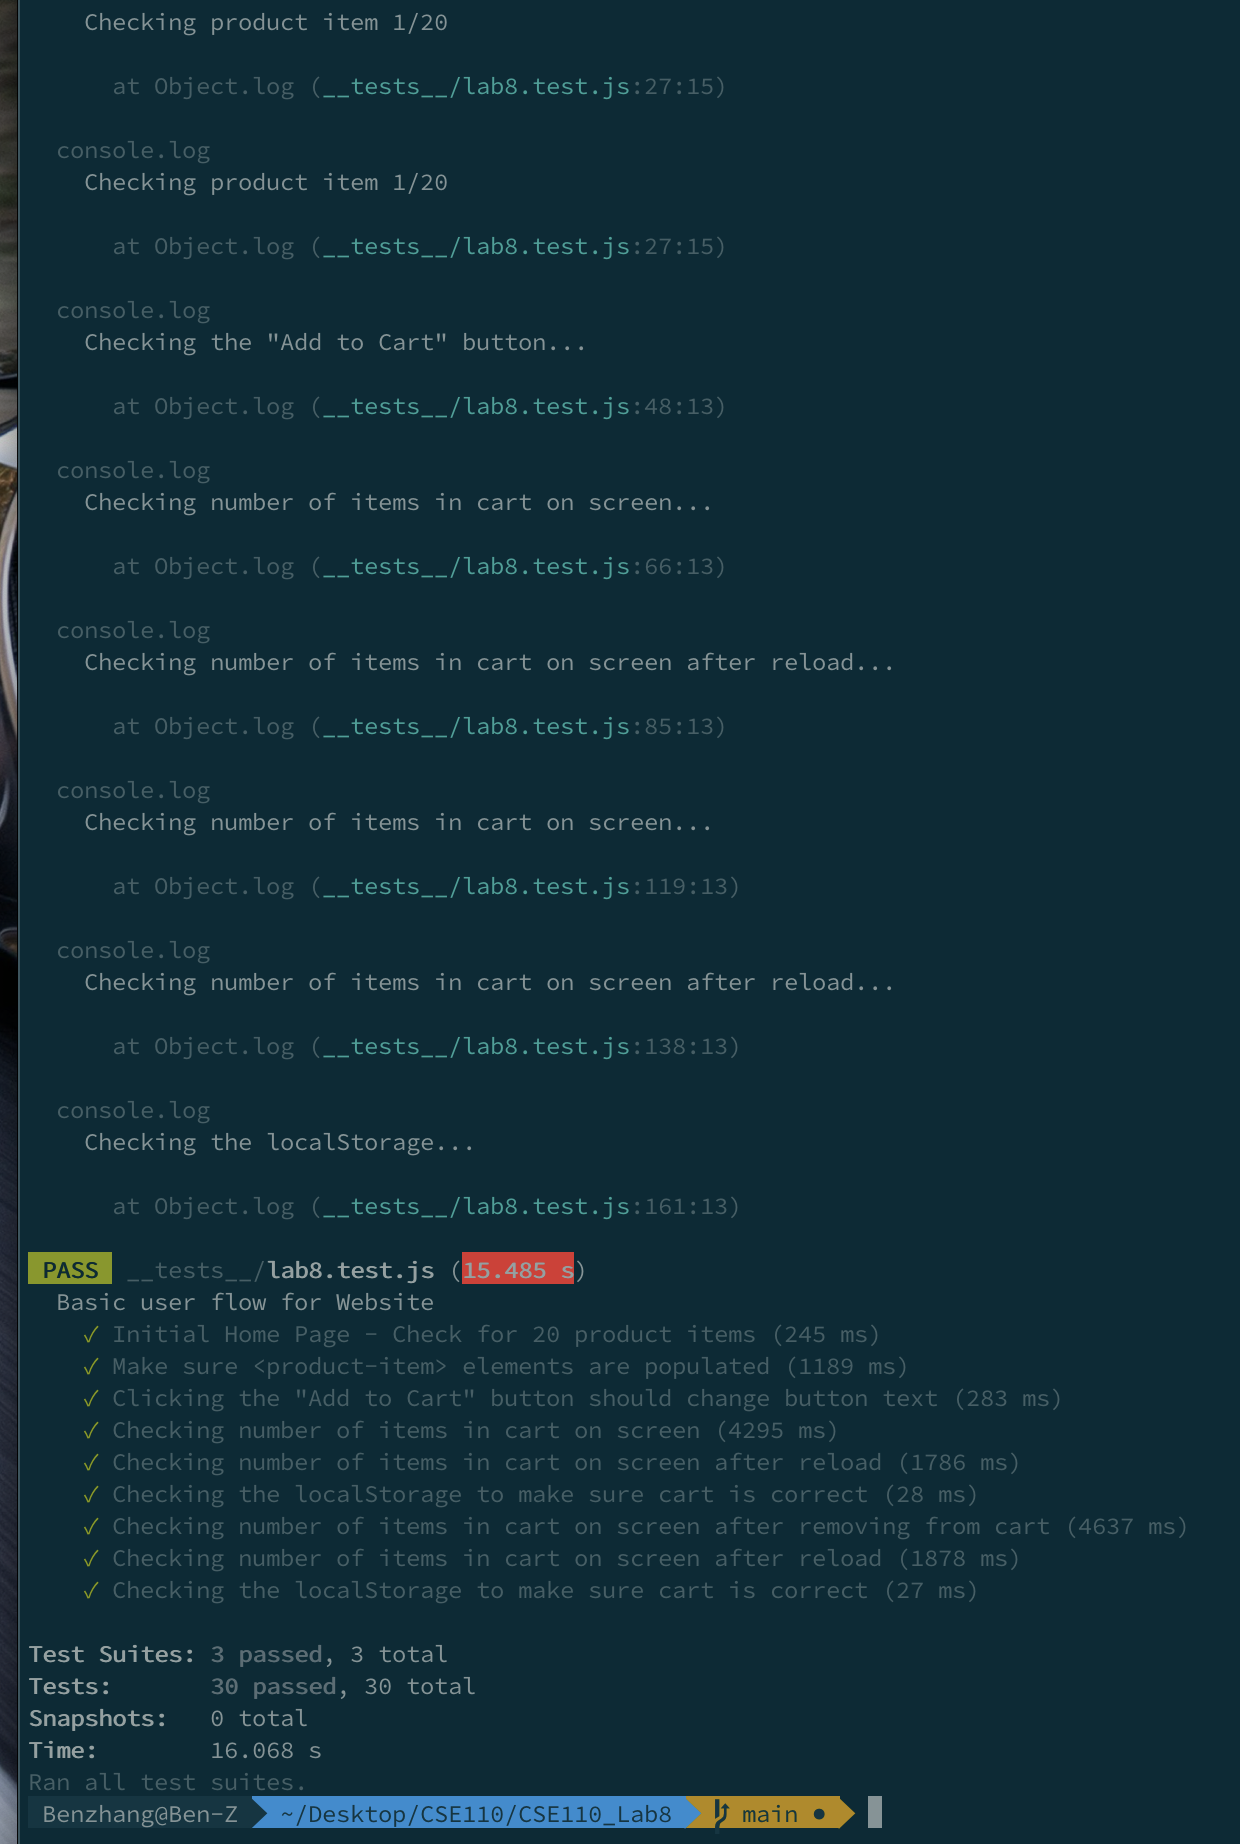 Checking product item 1/20
at Object.log (__tests__/lab8.test.js:27:15)
console.log
Checking product item 1/20
at Object.log (__tests__/lab8.test.js:27:15)
console.log
Checking the "Add to Cart" button...
at Object.log (__tests__/lab8.test.js:48:13)
console.log
Checking number of items in cart on screen...
at Object.log (__tests__/lab8.test.js:66:13)
console.log
Checking number of items in cart on screen after reload...
at Object.log (__tests__/lab8.test.js:85:13)
console.log
Checking number of items in cart on screen...
at Object.log (__tests__/lab8.test.js:119:13)
console.log
Checking number of items in cart on screen after reload...
at Object.log (__tests__/lab8.test.js:138:13)
console.log
Checking the localStorage...
at Object.log (__tests__/lab8.test.js:161:13)
PASS __tests__/lab8.test.js (15.485 s)
Basic user flow for Website
✓ Initial Home Page - Check for 20 product items (245 ms)
✓ Make sure <product-item> elements are populated (1189 ms)
✓ Clicking the "Add to Cart" button should change button text (283 ms)
✓ Checking number of items in cart on screen (4295 ms)
✓ Checking number of items in cart on screen after reload (1786 ms)
✓ Checking the localStorage to make sure cart is correct (28 ms)
✓ Checking number of items in cart on screen after removing from cart (4637 ms)
✓ Checking number of items in cart on screen after reload (1878 ms)
✓ Checking the localStorage to make sure cart is correct (27 ms)
Test Suites: 3 passed, 3 total
Tests: 30 passed, 30 total
Snapshots: 0 total
Time: 16.068 s
Ran all test suites.
Benzhang@Ben-Z ~/Desktop/CSE110/CSE110_Lab8 main ●